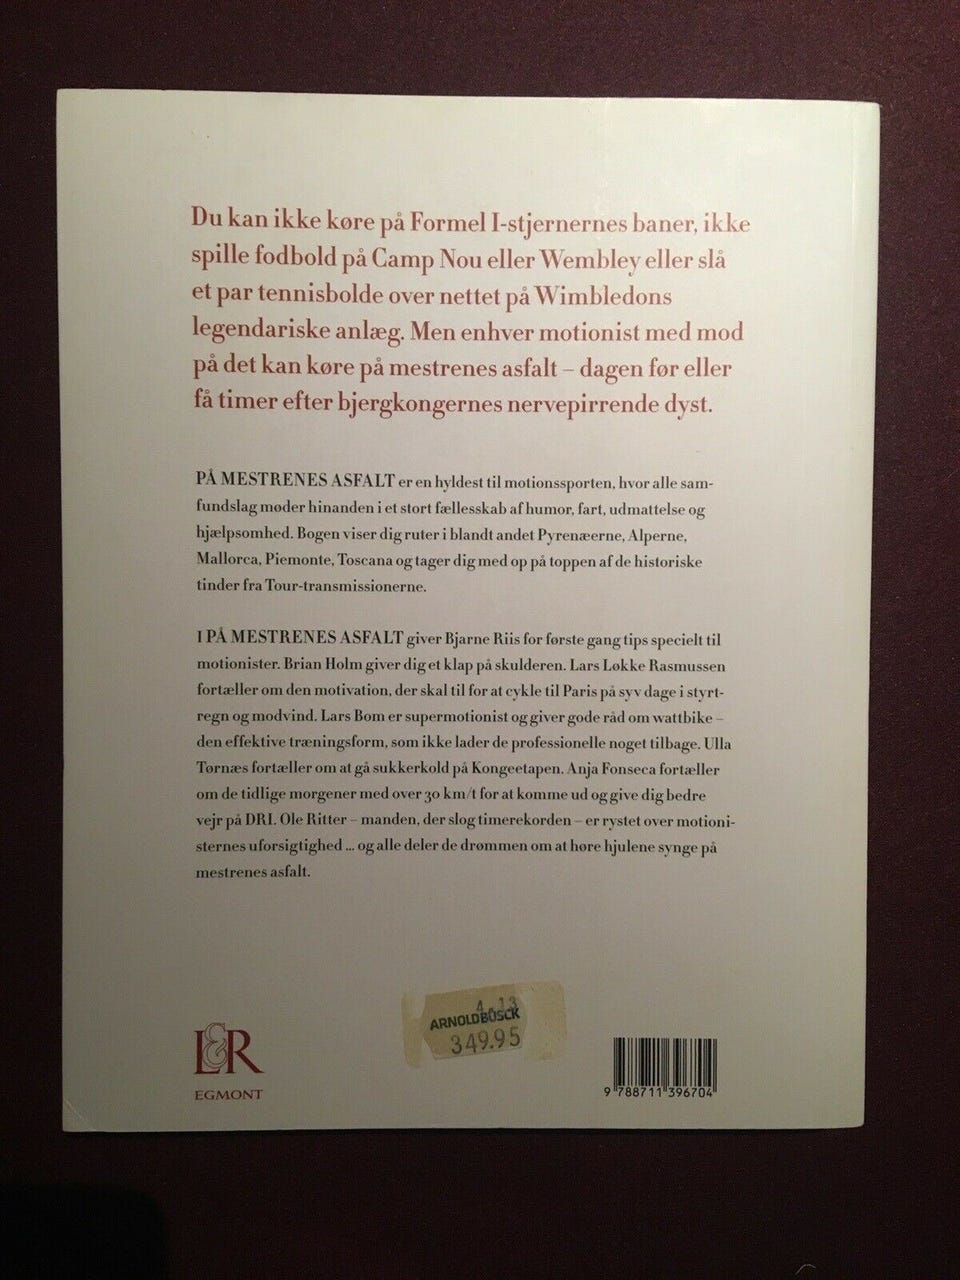 Du kan ikke køre på Formel I-stjernernes baner, ikke
spille fodbold på Camp Nou eller Wembley eller slå
et par tennisbolde over nettet på Wimbledons
legendariske anlæg. Men enhver motionist med mod
på det kan køre på mestrenes asfalt – dagen før eller
få timer efter bjergkongernes nervepirrende dyst.
PÅ MESTRENES ASFALT er en hyldest til motionssporten, hvor alle sam-
fundslag møder hinanden i et stort fællesskab af humor, fart, udmattelse og
hjælpsomhed. Bogen viser dig ruter i blandt andet Pyrenæerne, Alperne,
Mallorca, Piemonte, Toscana og tager dig med op på toppen af de historiske
tinder fra Tour-transmissionerne.
I PÅ MESTRENES ASFALT giver Bjarne Riis for første gang tips specielt til
motionister. Brian Holm giver dig et klap på skulderen. Lars Løkke Rasmussen
fortæller om den motivation, der skal til for at cykle til Paris på syv dage i styrt-
regn og modvind. Lars Bom er supermotionist og giver gode råd om wattbike –
den effektive træningsform, som ikke lader de professionelle noget tilbage. Ulla
Tørnæs fortæller om at gå sukkerkold på Kongeetapen. Anja Fonseca fortæller
om de tidlige morgener med over 30 km/t for at komme ud og give dig bedre
vejr på DR1. Ole Ritter – manden, der slog timerekorden – er rystet over motioni-
sternes uforsigtighed ... og alle deler de drømmen om at høre hjulene synge på
mestrenes asfalt.
4.13
ARNOLD BUSCK
349.95
L&R
EGMONT
9 788711 396704